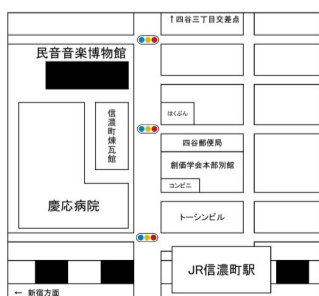 ↑四谷三丁目交差点
民音音楽博物館
はくぶん
信濃町煉瓦館
四谷郵便局
創価学会本部別館
コンビニ
慶応病院
トーシンビル
JR信濃町駅
← 新宿方面